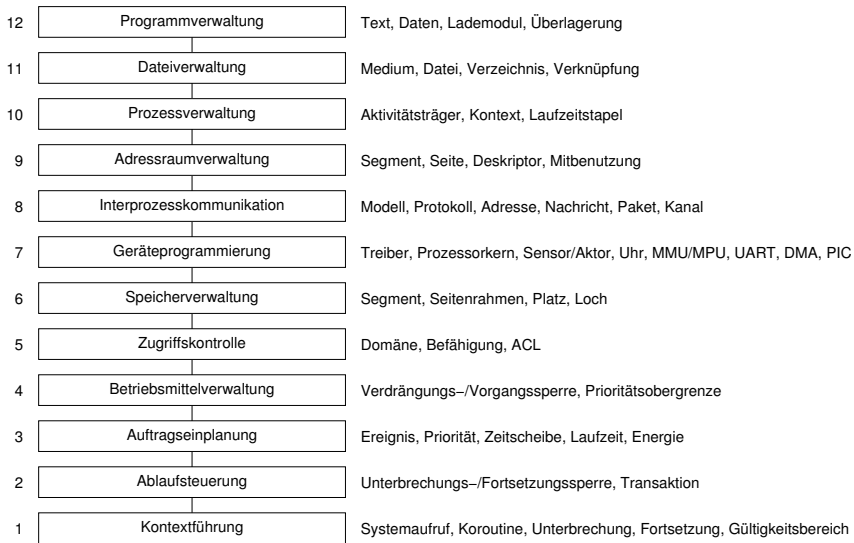 12 Programmverwaltung Text, Daten, Lademodul, Überlagerung
11 Dateiverwaltung Medium, Datei, Verzeichnis, Verknüpfung
10 Prozessverwaltung Aktivitätsträger, Kontext, Laufzeitstapel
9 Adressraumverwaltung Segment, Seite, Deskriptor, Mitbenutzung
8 Interprozesskommunikation Modell, Protokoll, Adresse, Nachricht, Paket, Kanal
7 Geräteprogrammierung Treiber, Prozessorkern, Sensor/Aktor, Uhr, MMU/MPU, UART, DMA, PIC
6 Speicherverwaltung Segment, Seitenrahmen, Platz, Loch
5 Zugriffskontrolle Domäne, Befähigung, ACL
4 Betriebsmittelverwaltung Verdrängungs−/Vorgangssperre, Prioritätsobergrenze
3 Auftragseinplanung Ereignis, Priorität, Zeitscheibe, Laufzeit, Energie
2 Ablaufsteuerung Unterbrechungs−/Fortsetzungssperre, Transaktion
1 Kontextführung Systemaufruf, Koroutine, Unterbrechung, Fortsetzung, Gültigkeitsbereich